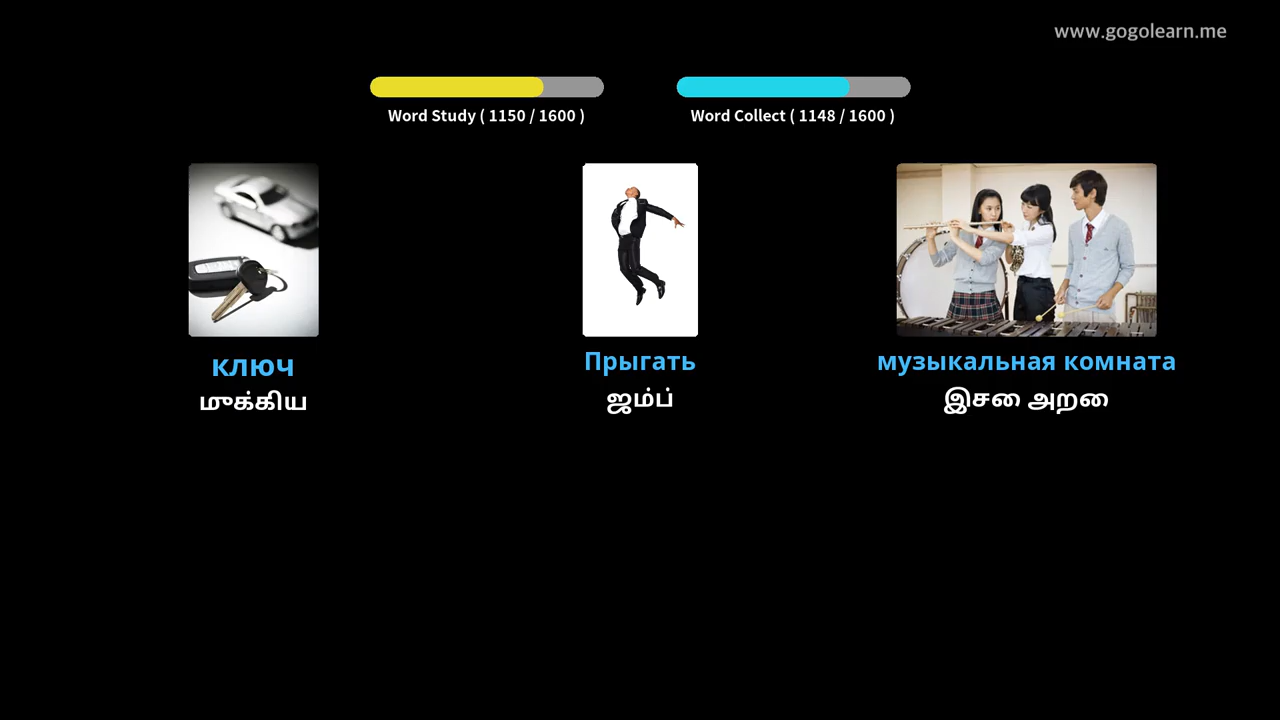 www.gogolearn.me
Word Study ( 1150 / 1600 )
Word Collect ( 1148 / 1600 )
ключ
Прыгать
музыкальная комната
முக்கிய
ஜம்ப்
இசை அறை